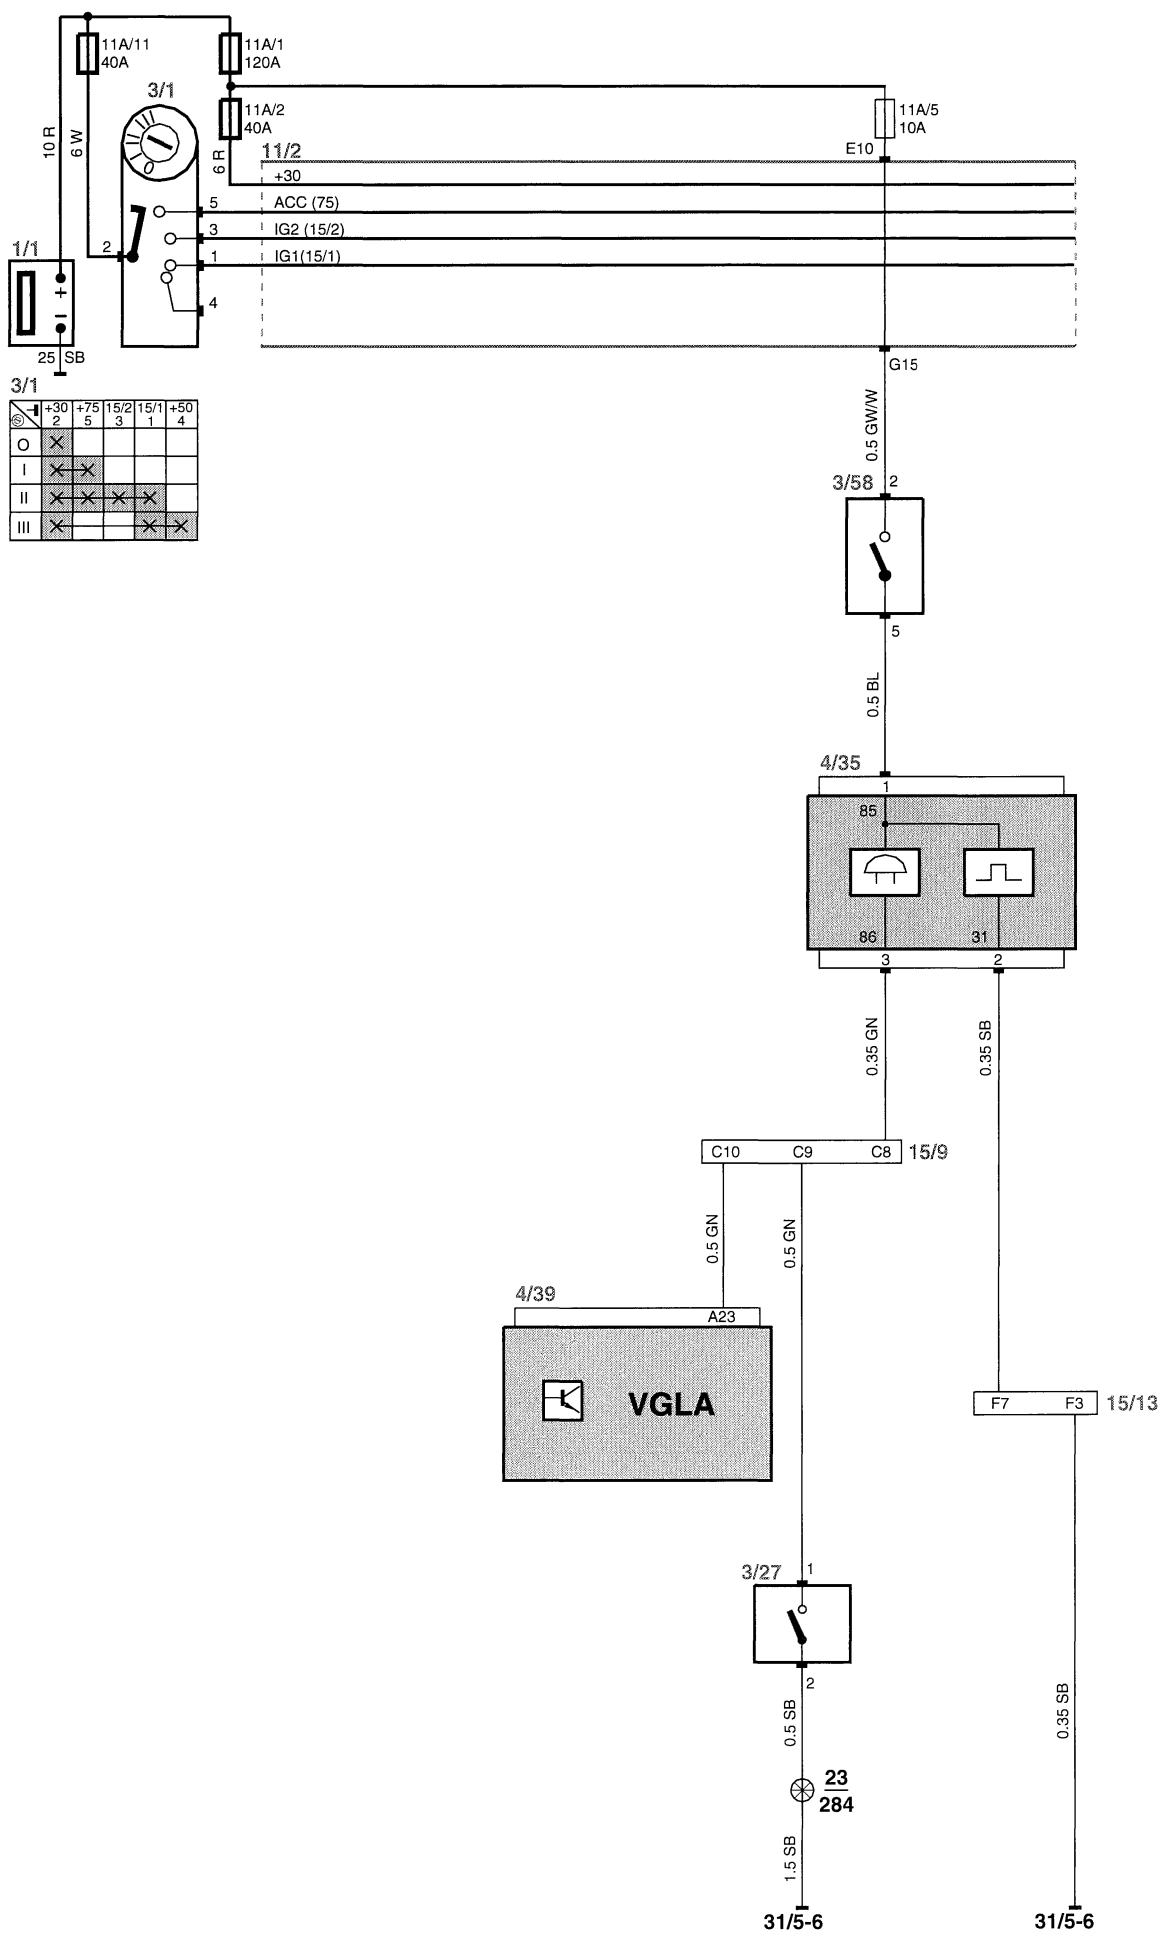 11A/11
40A
11A/1
120A
3/1
11A/2
40A
11A/5
10A
10 R
6 W
6 R
11/2
E10
+30
5
ACC (75)
3
IG2 (15/2)
1
IG1(15/1)
2
4
O
1/1
+
−
25
SB
G15
3/1
+30
+75
15/2
15/1
+50
2
5
3
1
4
O
I
II
III
0.5 GW/W
3/58
2
5
0.5 BL
4/35
1
85
86
31
3
2
0.35 GN
0.35 SB
C10
C9
C8
15/9
0.5 GN
0.5 GN
4/39
A23
VGLA
F7
F3
15/13
3/27
1
2
0.5 SB
0.35 SB
23
284
1.5 SB
31/5-6
31/5-6